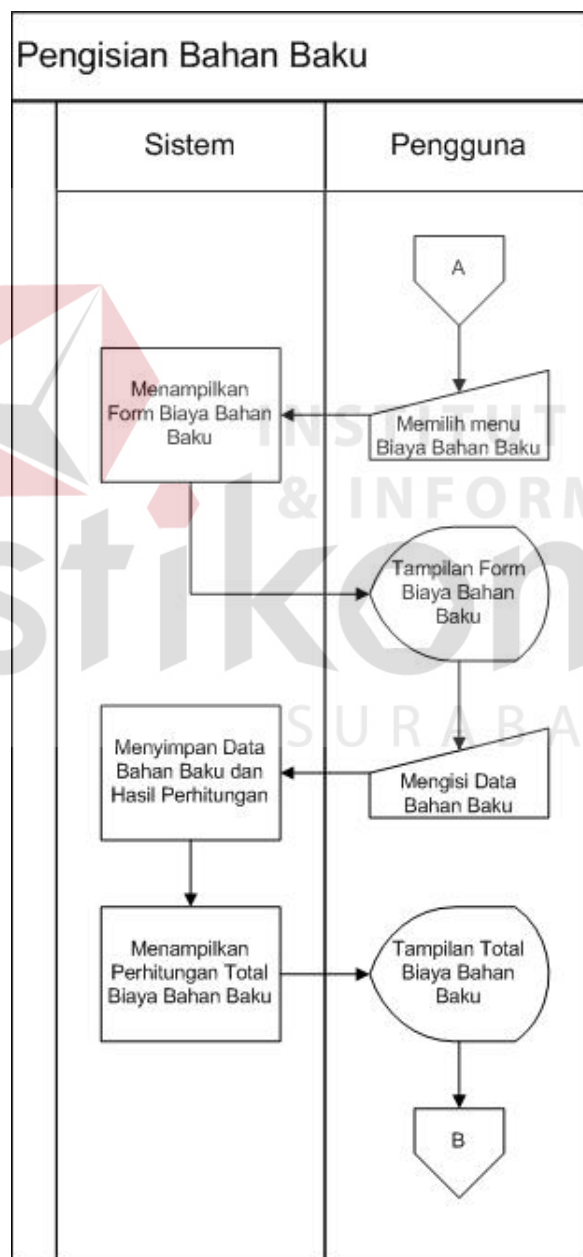 Pengisian Bahan Baku
Sistem
Pengguna
A
Memilih menu
Biaya Bahan Baku
Menampilkan
Form Biaya Bahan
Baku
INSTITUT
& INFORM
stikom
SURABA
Tampilan Form
Biaya Bahan
Baku
Mengisi Data
Bahan Baku
Menyimpan Data
Bahan Baku dan
Hasil Perhitungan
Menampilkan
Perhitungan Total
Biaya Bahan Baku
Tampilan Total
Biaya Bahan
Baku
B